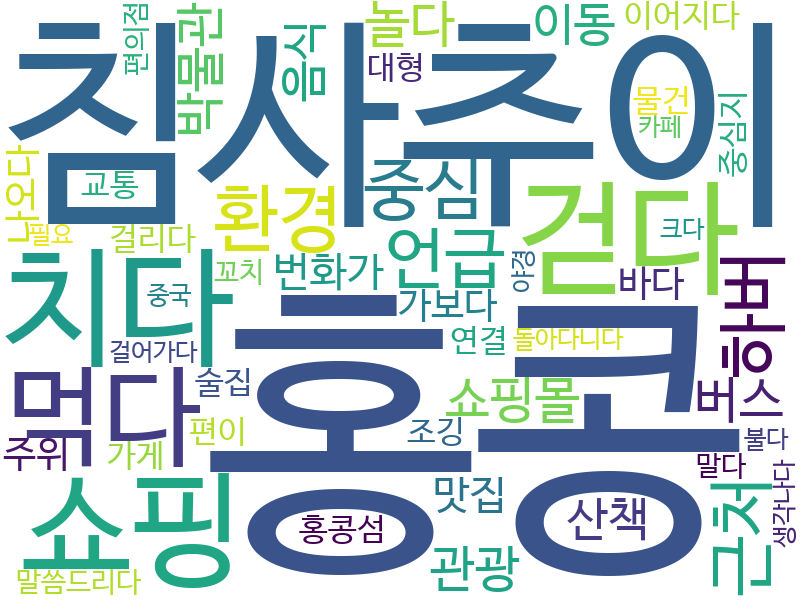 침사추이
편의점
박물관
음식
놀다
이동
이어지다
대형
물건
카페
중심지
나오다
교통
필요
걸리다
환경
중심
언급
걷다
크다
치다
중국
꼬치
번화가
가보다
야경
바다
하버
홍콩
걸어가다
연결
돌아다니다
먹다
술집
쇼핑몰
버스
주위
가게
편이
조깅
불다
말다
쇼핑
맛집
산책
근처
생각나다
홍콩섬
말씀드리다
관광